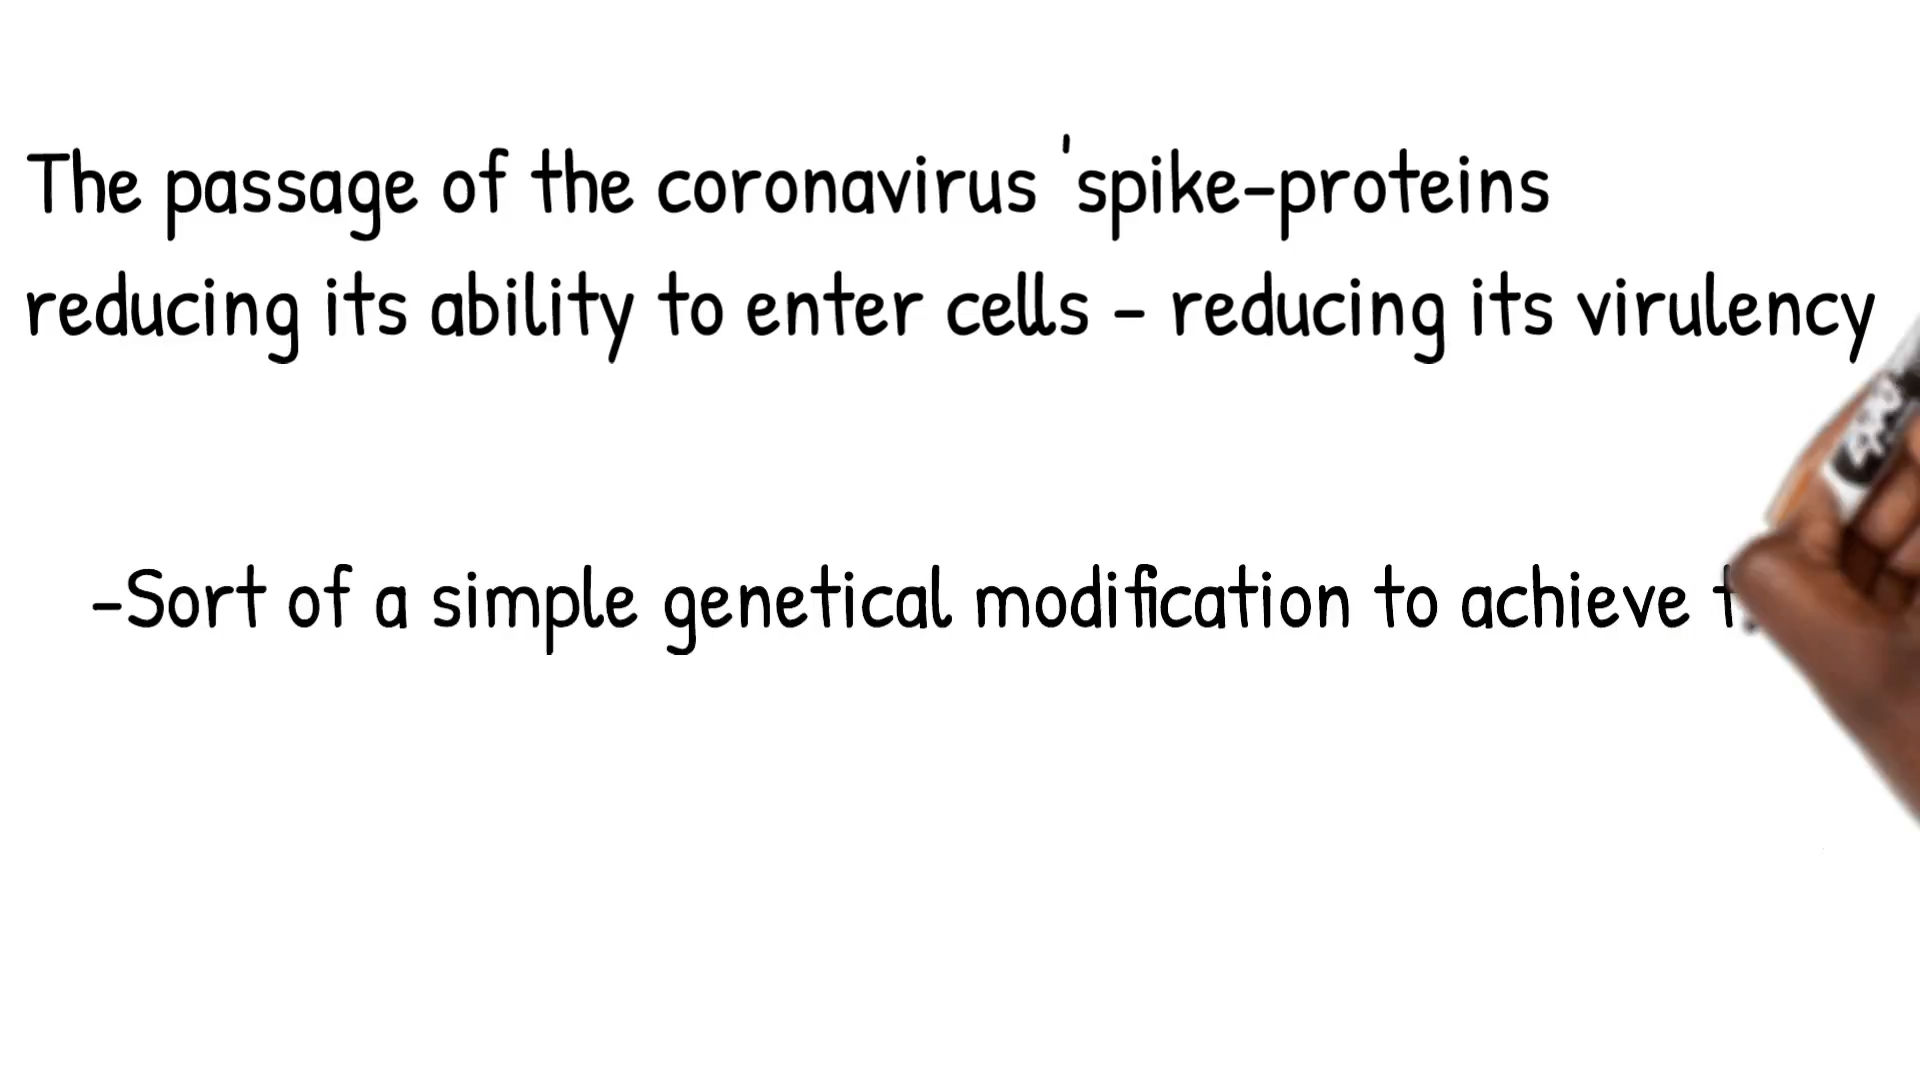 The passage of the coronavirus 'spike-proteins
reducing its ability to enter cells - reducing its virulency
-Sort of a simple genetical modification to achieve